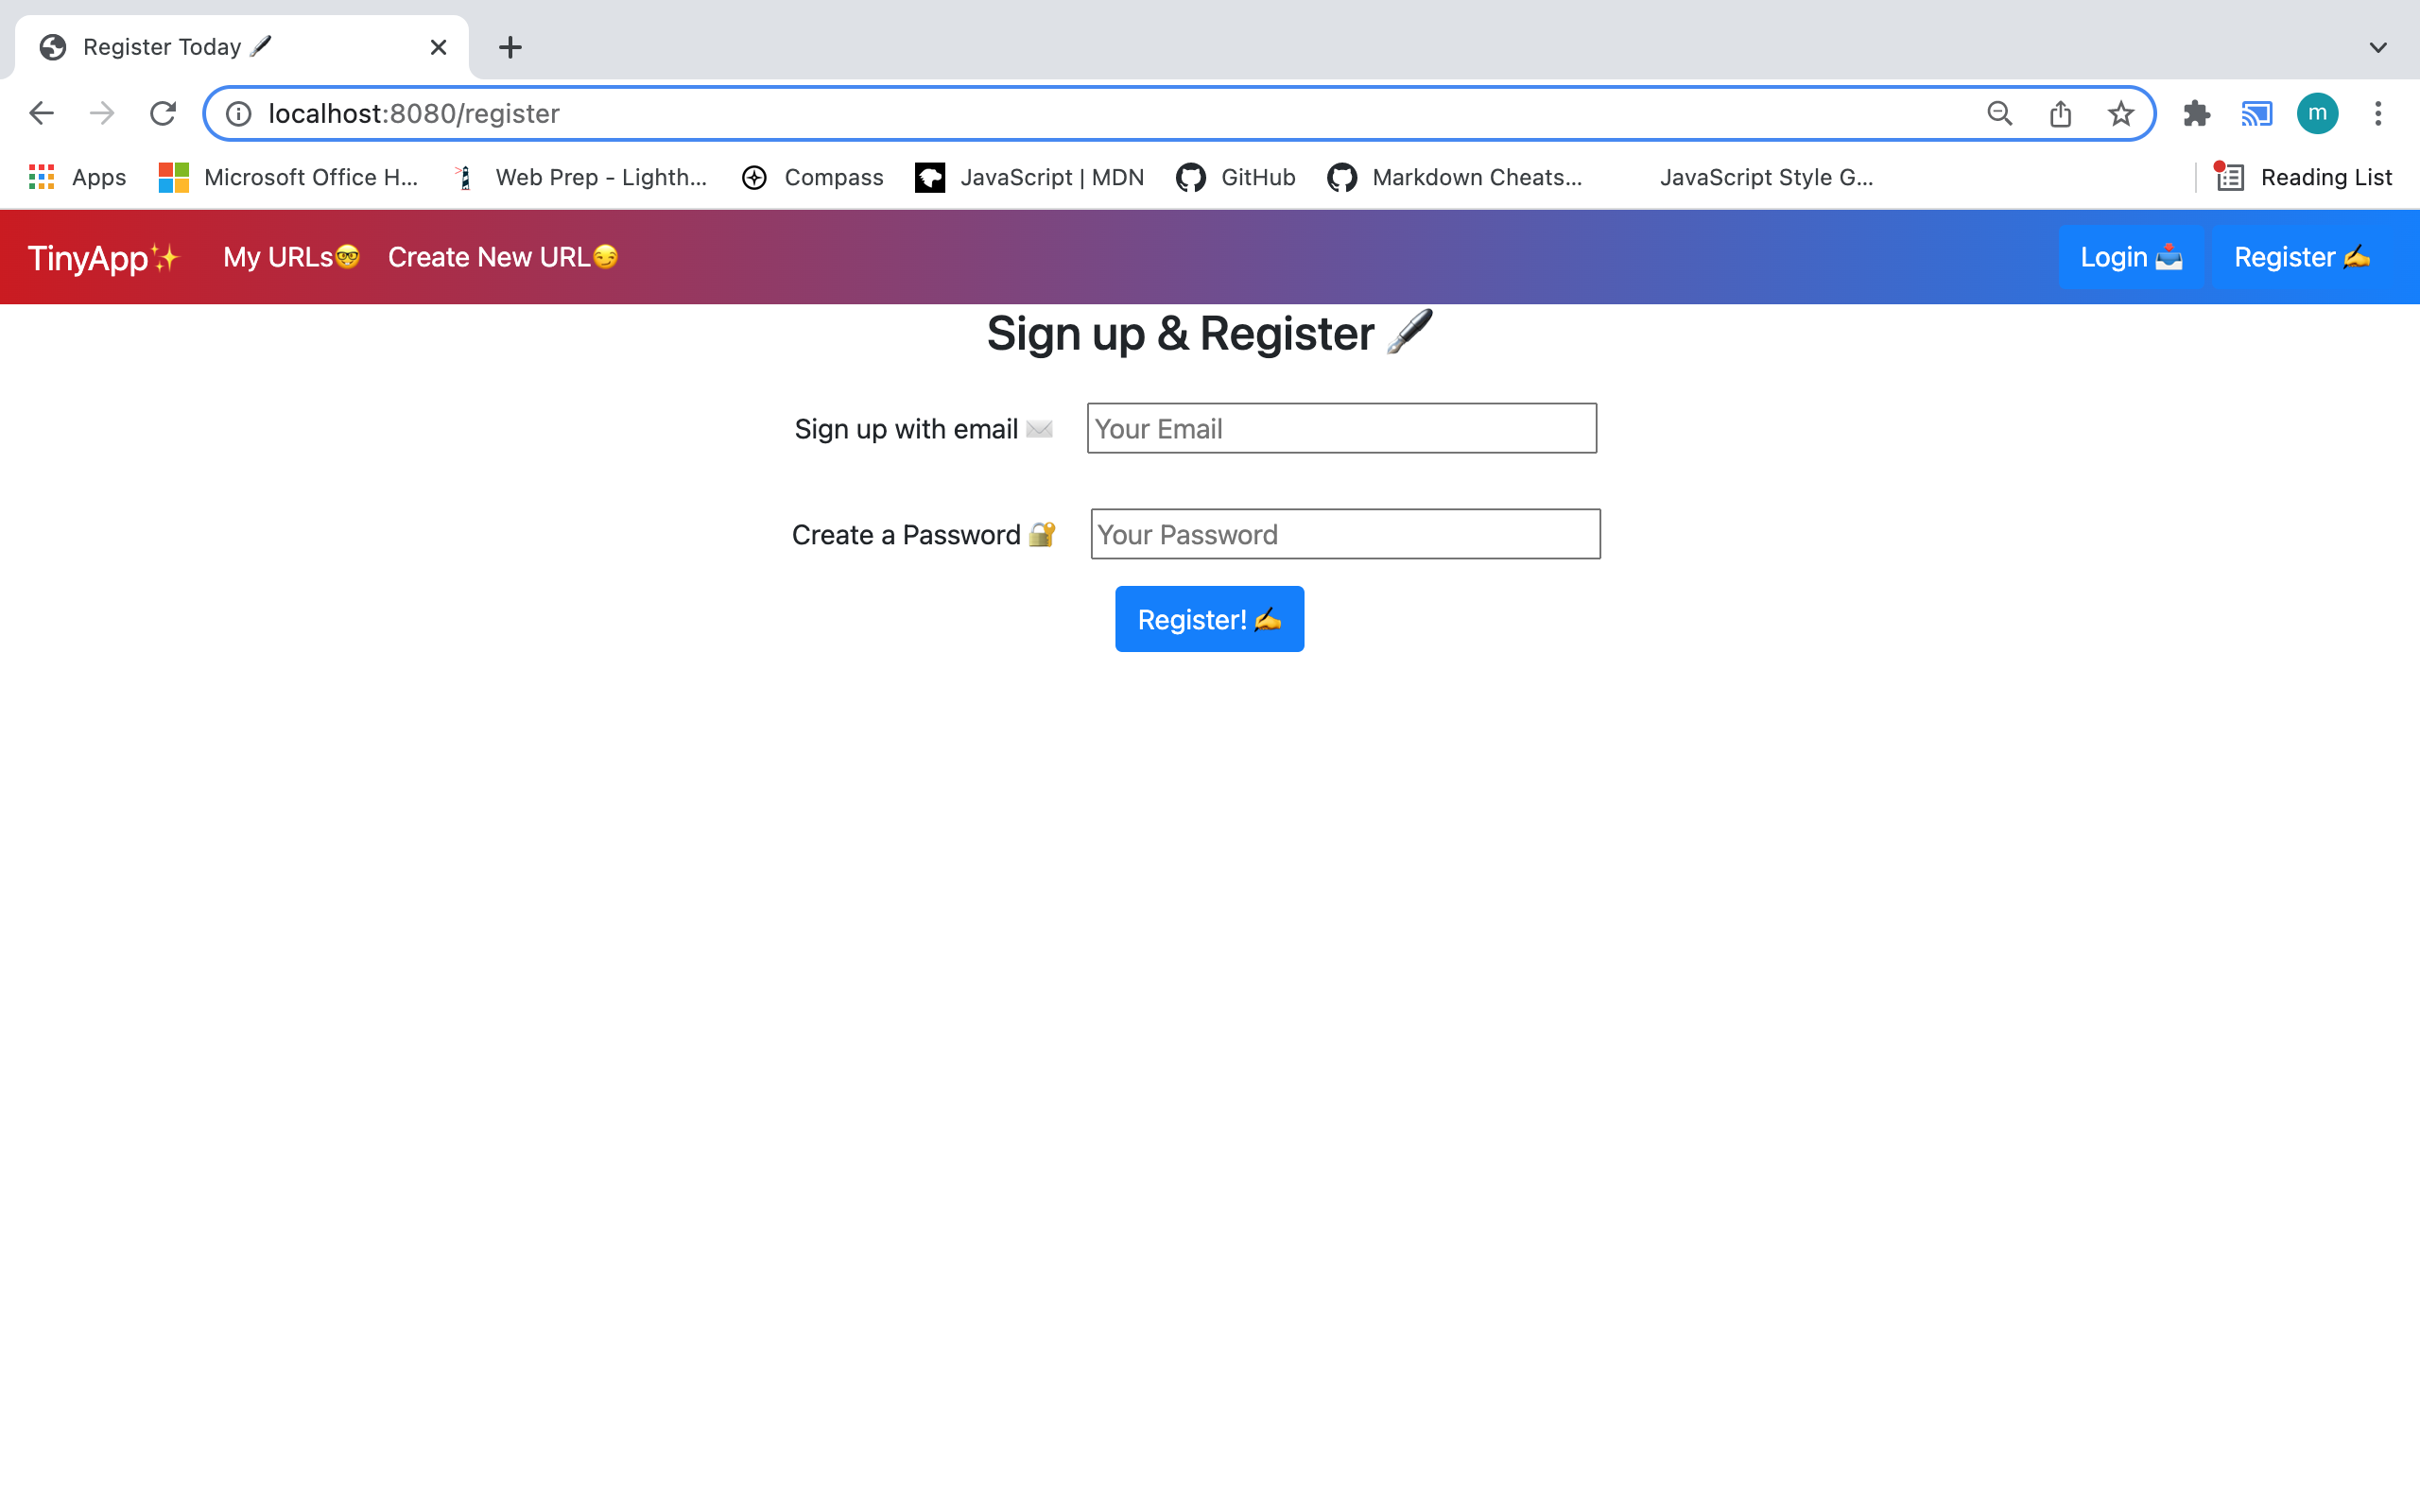 Register Today 🖋️
localhost:8080/register
m
Apps Microsoft Office H... Web Prep - Lighth... Compass JavaScript | MDN GitHub Markdown Cheats... JavaScript Style G... Reading List
TinyApp✨ My URLs🤓 Create New URL😏 Login 📥 Register ✍️
Sign up & Register 🖋️
Sign up with email ✉️ Your Email
Create a Password 🔐 Your Password
Register! ✍️